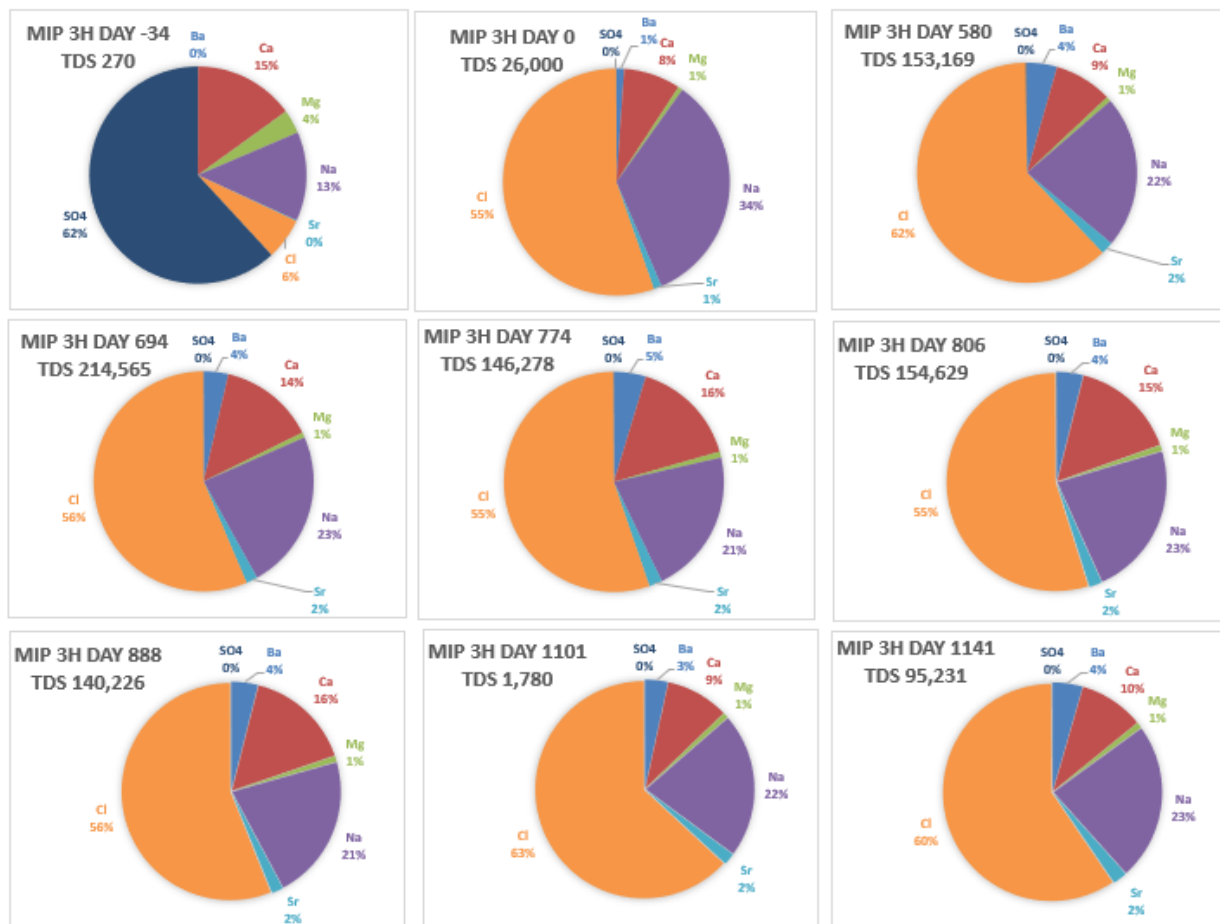 MIP 3H DAY -34
TDS 270
Ba
0%
Ca
15%
Mg
4%
Na
13%
Sr
0%
Cl
6%
SO4
62%
MIP 3H DAY 0
TDS 26,000
SO4
0%
Ba
1%
Ca
8%
Mg
1%
Na
34%
Sr
1%
Cl
55%
MIP 3H DAY 580
TDS 153,169
SO4
0%
Ba
4%
Ca
9%
Mg
1%
Na
22%
Sr
2%
Cl
62%
MIP 3H DAY 694
TDS 214,565
SO4
0%
Ba
4%
Ca
14%
Mg
1%
Na
23%
Sr
2%
Cl
56%
MIP 3H DAY 774
TDS 146,278
SO4
0%
Ba
5%
Ca
16%
Mg
1%
Na
21%
Sr
2%
Cl
55%
MIP 3H DAY 806
TDS 154,629
SO4
0%
Ba
4%
Ca
15%
Mg
1%
Na
23%
Sr
2%
Cl
55%
MIP 3H DAY 888
TDS 140,226
SO4
0%
Ba
4%
Ca
16%
Mg
1%
Na
21%
Sr
2%
Cl
56%
MIP 3H DAY 1101
TDS 1,780
SO4
0%
Ba
3%
Ca
9%
Mg
1%
Na
22%
Sr
2%
Cl
63%
MIP 3H DAY 1141
TDS 95,231
SO4
0%
Ba
4%
Ca
10%
Mg
1%
Na
23%
Sr
2%
Cl
60%